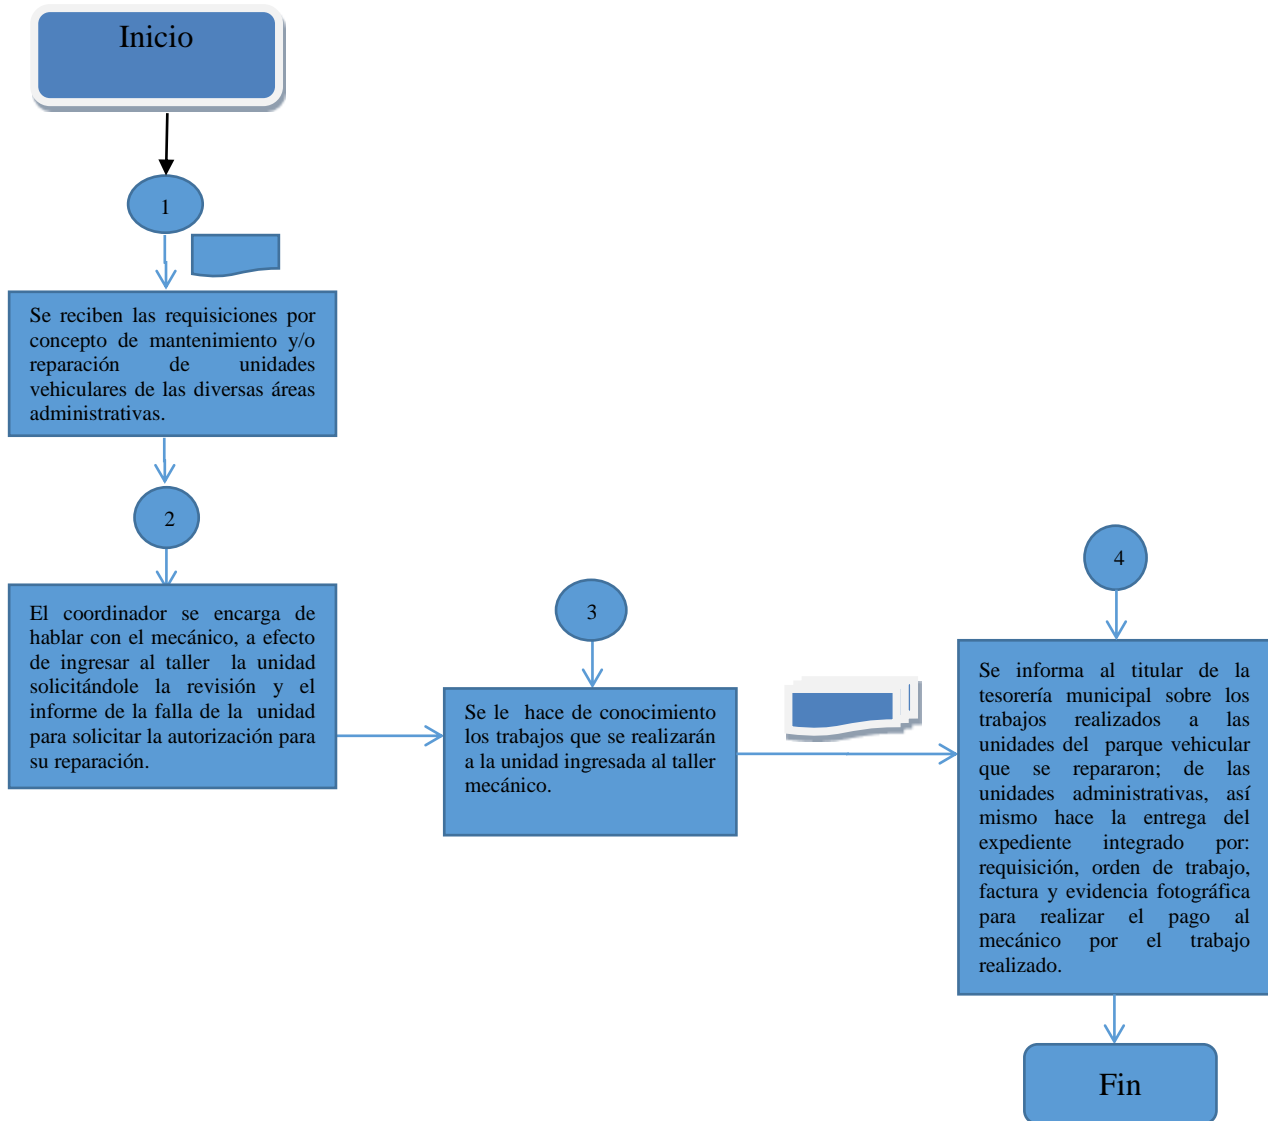 Inicio
1
Se reciben las requisiciones por
concepto de mantenimiento y/o
reparación de unidades
vehiculares de las diversas áreas
administrativas.
2
El coordinador se encarga de
hablar con el mecánico, a efecto
de ingresar al taller la unidad
solicitándole la revisión y el
informe de la falla de la unidad
para solicitar la autorización para
su reparación.
3
Se le hace de conocimiento
los trabajos que se realizarán
a la unidad ingresada al taller
mecánico.
4
Se informa al titular de la
tesorería municipal sobre los
trabajos realizados a las
unidades del parque vehicular
que se repararon; de las
unidades administrativas, así
mismo hace la entrega del
expediente integrado por:
requisición, orden de trabajo,
factura y evidencia fotográfica
para realizar el pago al
mecánico por el trabajo
realizado.
Fin